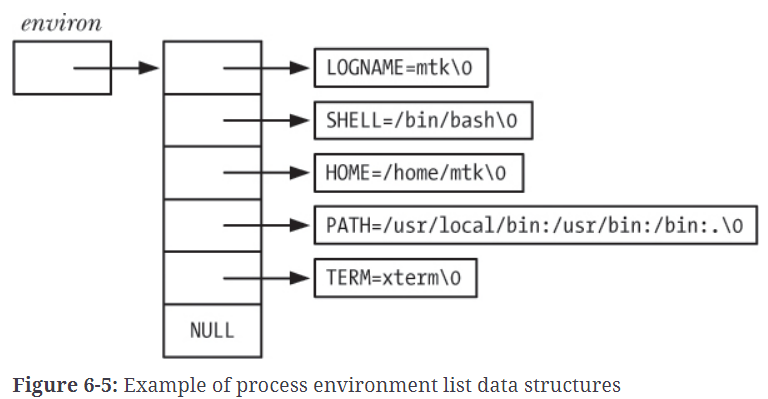 environ
LOGNAME=mtk\0
SHELL=/bin/bash\0
HOME=/home/mtk\0
PATH=/usr/local/bin:/usr/bin:/bin:.\0
TERM=xterm\0
NULL
Figure 6-5: Example of process environment list data structures